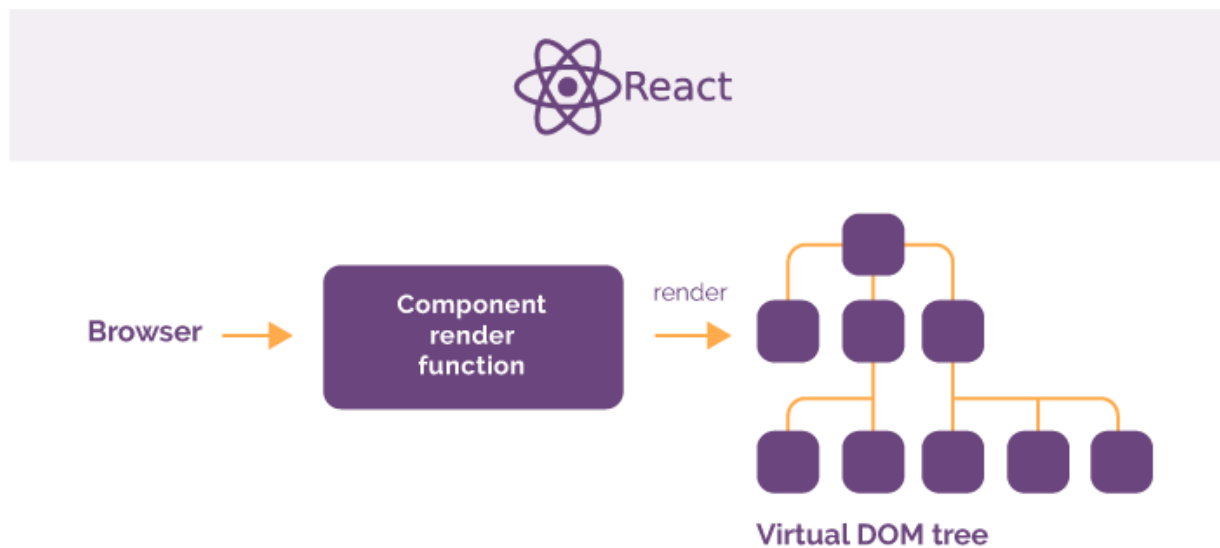 React
Browser
Component
render
function
render
Virtual DOM tree